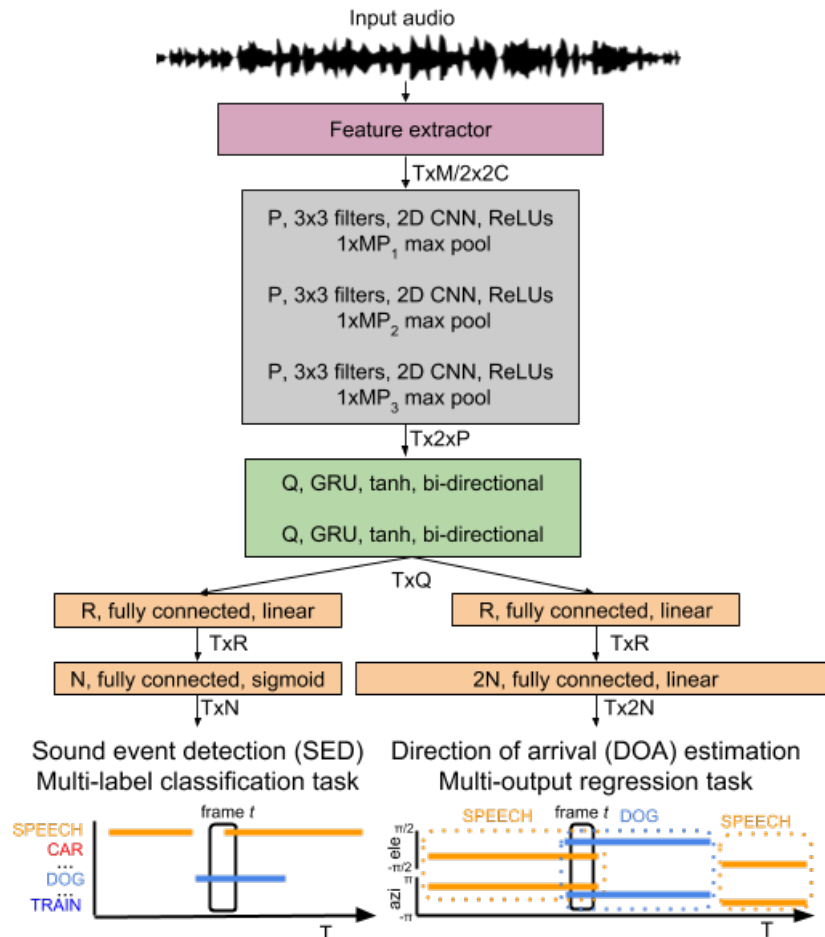 Input audio
Feature extractor
TxM/2x2C
P, 3x3 filters, 2D CNN, ReLUs
1xMP₁ max pool
P, 3x3 filters, 2D CNN, ReLUs
1xMP₂ max pool
P, 3x3 filters, 2D CNN, ReLUs
1xMP₃ max pool
Tx2xP
Q, GRU, tanh, bi-directional
Q, GRU, tanh, bi-directional
TxQ
R, fully connected, linear
TxR
N, fully connected, sigmoid
TxN
Sound event detection (SED)
Multi-label classification task
frame t
SPEECH
CAR
...
DOG
...
TRAIN
T
R, fully connected, linear
TxR
2N, fully connected, linear
Tx2N
Direction of arrival (DOA) estimation
Multi-output regression task
SPEECH
frame t
DOG
SPEECH
π/2
ele
-π/2
π
azi
-π
T